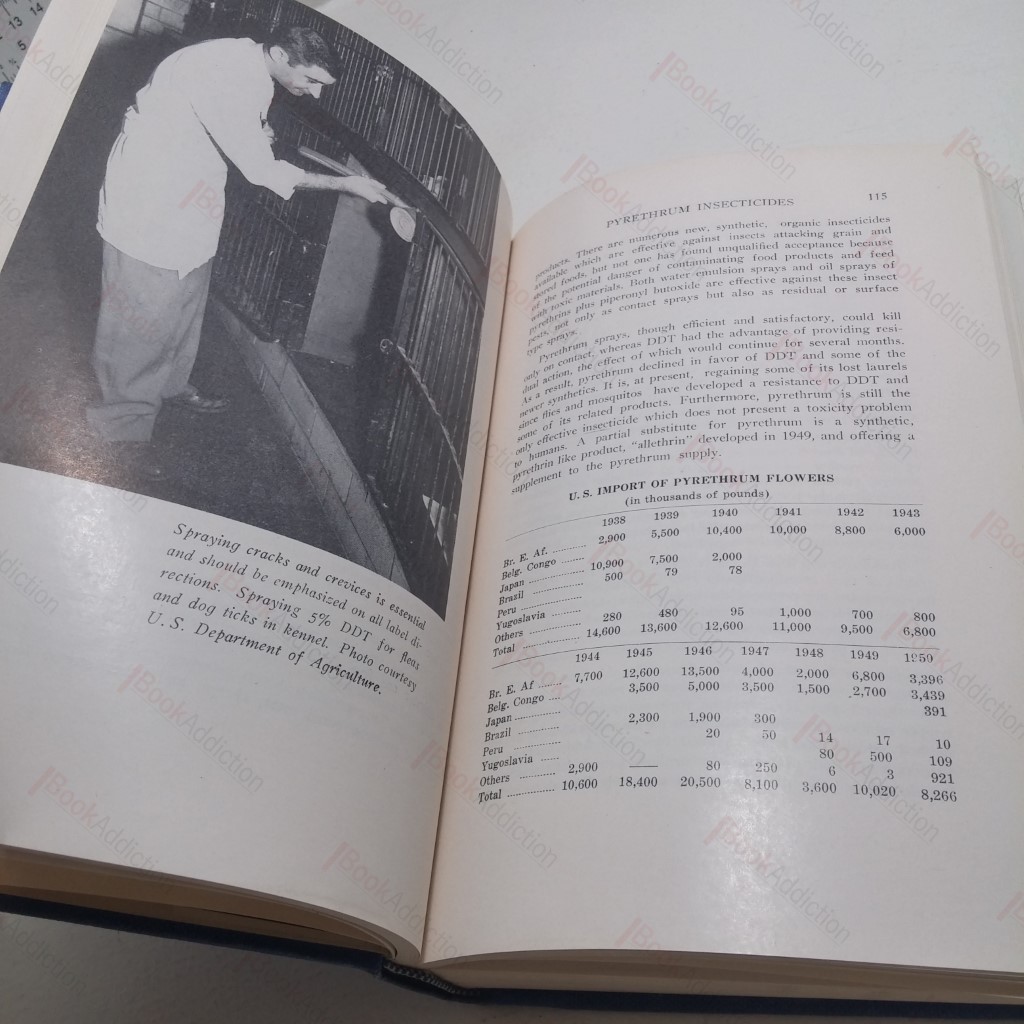 Spraying cracks and crevices is essential
and should be emphasized on all label di-
rections. Spraying 5% DDT for fleas
and dog ticks in kennel. Photo courtesy
U. S. Department of Agriculture.
PYRETHRUM INSECTICIDES 115
products. There are numerous new, synthetic, organic insecticides
available which are effective against insects attacking grain and
stored foods, but not one has found unqualified acceptance because
of the potential danger of contaminating food products and feed
with toxic materials. Both water emulsion sprays and oil sprays of
pyrethrins plus piperonyl butoxide are effective against these insect
pests, not only as contact sprays but also as residual or surface
type sprays.
Pyrethrum sprays, though efficient and satisfactory, could kill
only on contact, whereas DDT had the advantage of providing resi-
dual action, the effect of which would continue for several months.
As a result, pyrethrum declined in favor of DDT and some of the
newer synthetics. It is, at present, regaining some of its lost laurels
since flies and mosquitos have developed a resistance to DDT and
some of its related products. Furthermore, pyrethrum is still the
only effective insecticide which does not present a toxicity problem
to humans. A partial substitute for pyrethrum is a synthetic,
pyrethrin like product, "allethrin" developed in 1949, and offering a
supplement to the pyrethrum supply.
U. S. IMPORT OF PYRETHRUM FLOWERS
(in thousands of pounds)
1938 1939 1940 1941 1942 1943
Br. E. Af. 2,900 5,500 10,400 10,000 8,800 6,000
Belg. Congo
Japan 10,900 7,500 2,000
Brazil 500 79 78
Peru
Yugoslavia
Others 280 480 95 1,000 700 800
Total 14,600 13,600 12,600 11,000 9,500 6,800
1944 1945 1946 1947 1948 1949 1959
Br. E. Af 7,700 12,600 13,500 4,000 2,000 6,800 3,396
Belg. Congo 3,500 5,000 3,500 1,500 2,700 3,439
Japan 391
Brazil 2,300 1,900 300
Peru 20 50 14 17 10
Yugoslavia 80 500 109
Others 2,900 — 80 250 6 3 921
Total 10,600 18,400 20,500 8,100 3,600 10,020 8,266
BookAddiction